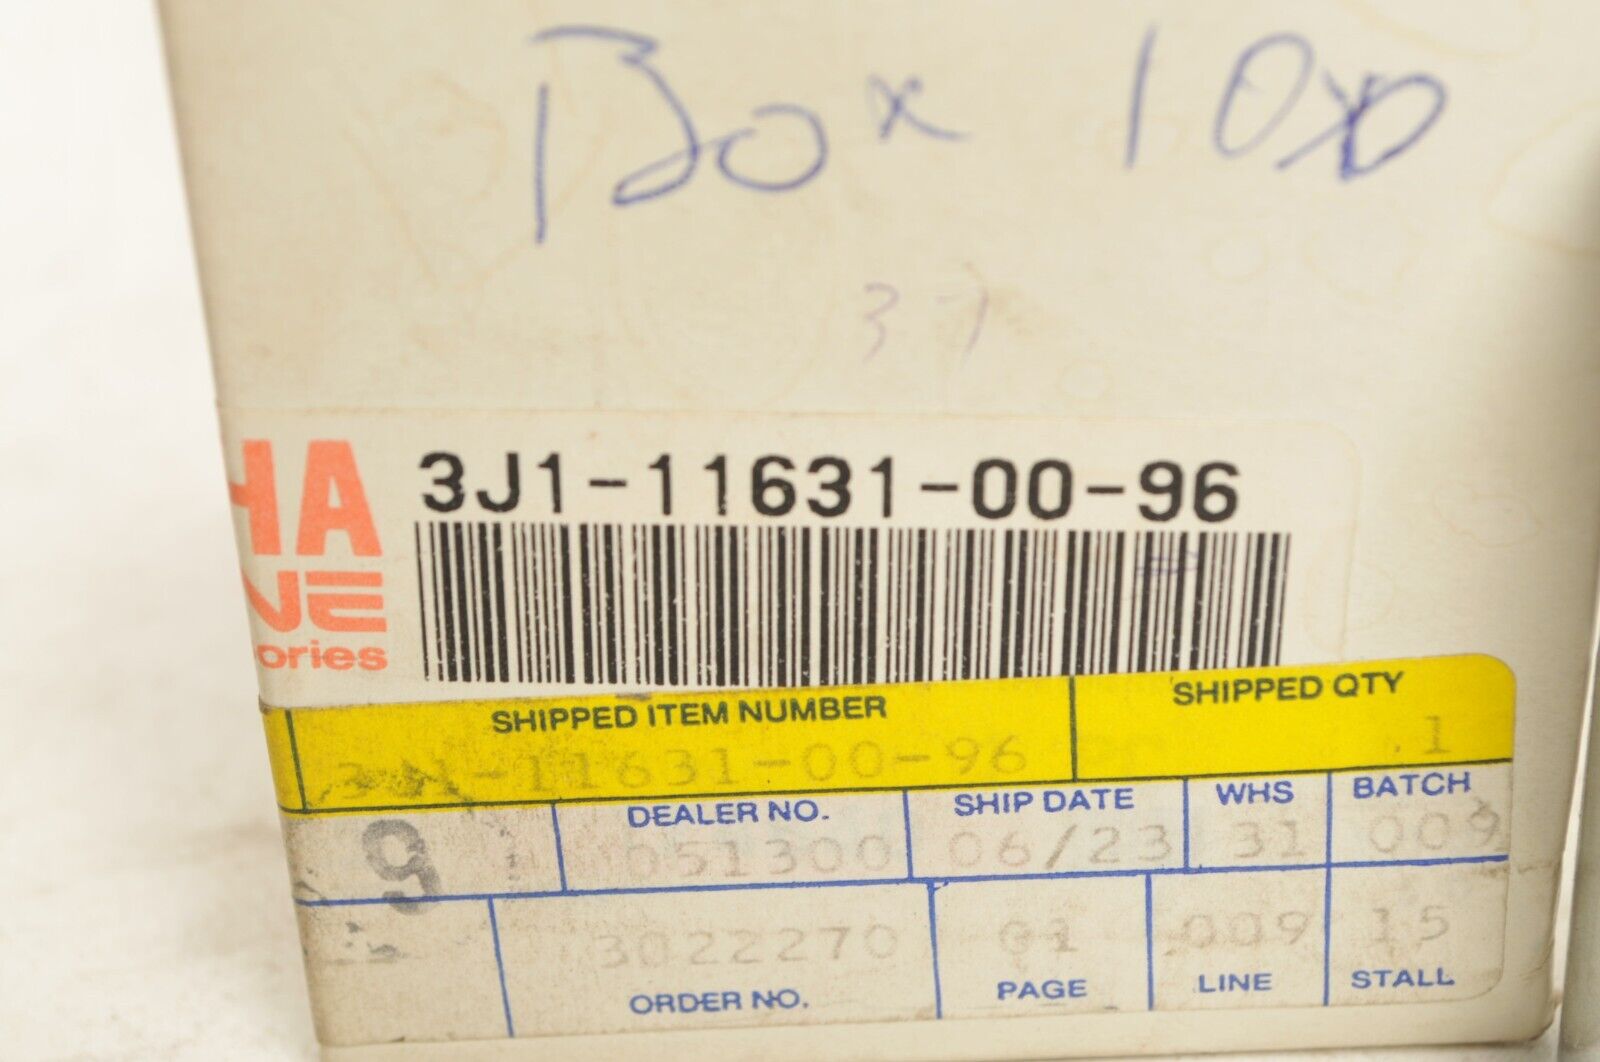 Box 100
37
HA
NE
ories
3J1-11631-00-96
SHIPPED ITEM NUMBER SHIPPED QTY
3J1-11631-00-96 1
9 DEALER NO. SHIP DATE WHS BATCH
051300 06/23 31 009
3022270 01 009 15
ORDER NO. PAGE LINE STALL